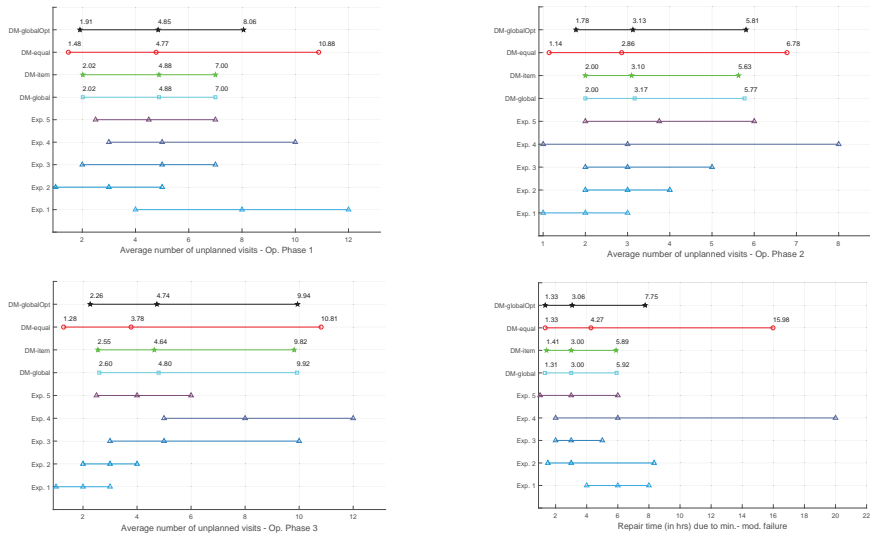 1.91 4.85 8.06
DM-globalOpt
1.48 4.77 10.88
DM-equal
2.02 4.88 7.00
DM-item
2.02 4.88 7.00
DM-global
Exp. 5
Exp. 4
Exp. 3
Exp. 2
Exp. 1
2 4 6 8 10 12
Average number of unplanned visits - Op. Phase 1
1.78 3.13 5.81
DM-globalOpt
1.14 2.86 6.78
DM-equal
2.00 3.10 5.63
DM-item
2.00 3.17 5.77
DM-global
Exp. 5
Exp. 4
Exp. 3
Exp. 2
Exp. 1
1 2 3 4 5 6 7 8
Average number of unplanned visits - Op. Phase 2
2.26 4.74 9.94
DM-globalOpt
1.28 3.78 10.81
DM-equal
2.55 4.64 9.82
DM-item
2.60 4.80 9.92
DM-global
Exp. 5
Exp. 4
Exp. 3
Exp. 2
Exp. 1
2 4 6 8 10 12
Average number of unplanned visits - Op. Phase 3
1.33 3.06 7.75
DM-globalOpt
1.33 4.27 15.98
DM-equal
1.41 3.00 5.89
DM-item
1.31 3.00 5.92
DM-global
Exp. 5
Exp. 4
Exp. 3
Exp. 2
Exp. 1
2 4 6 8 10 12 14 16 18 20 22
Repair time (in hrs) due to min.- mod. failure